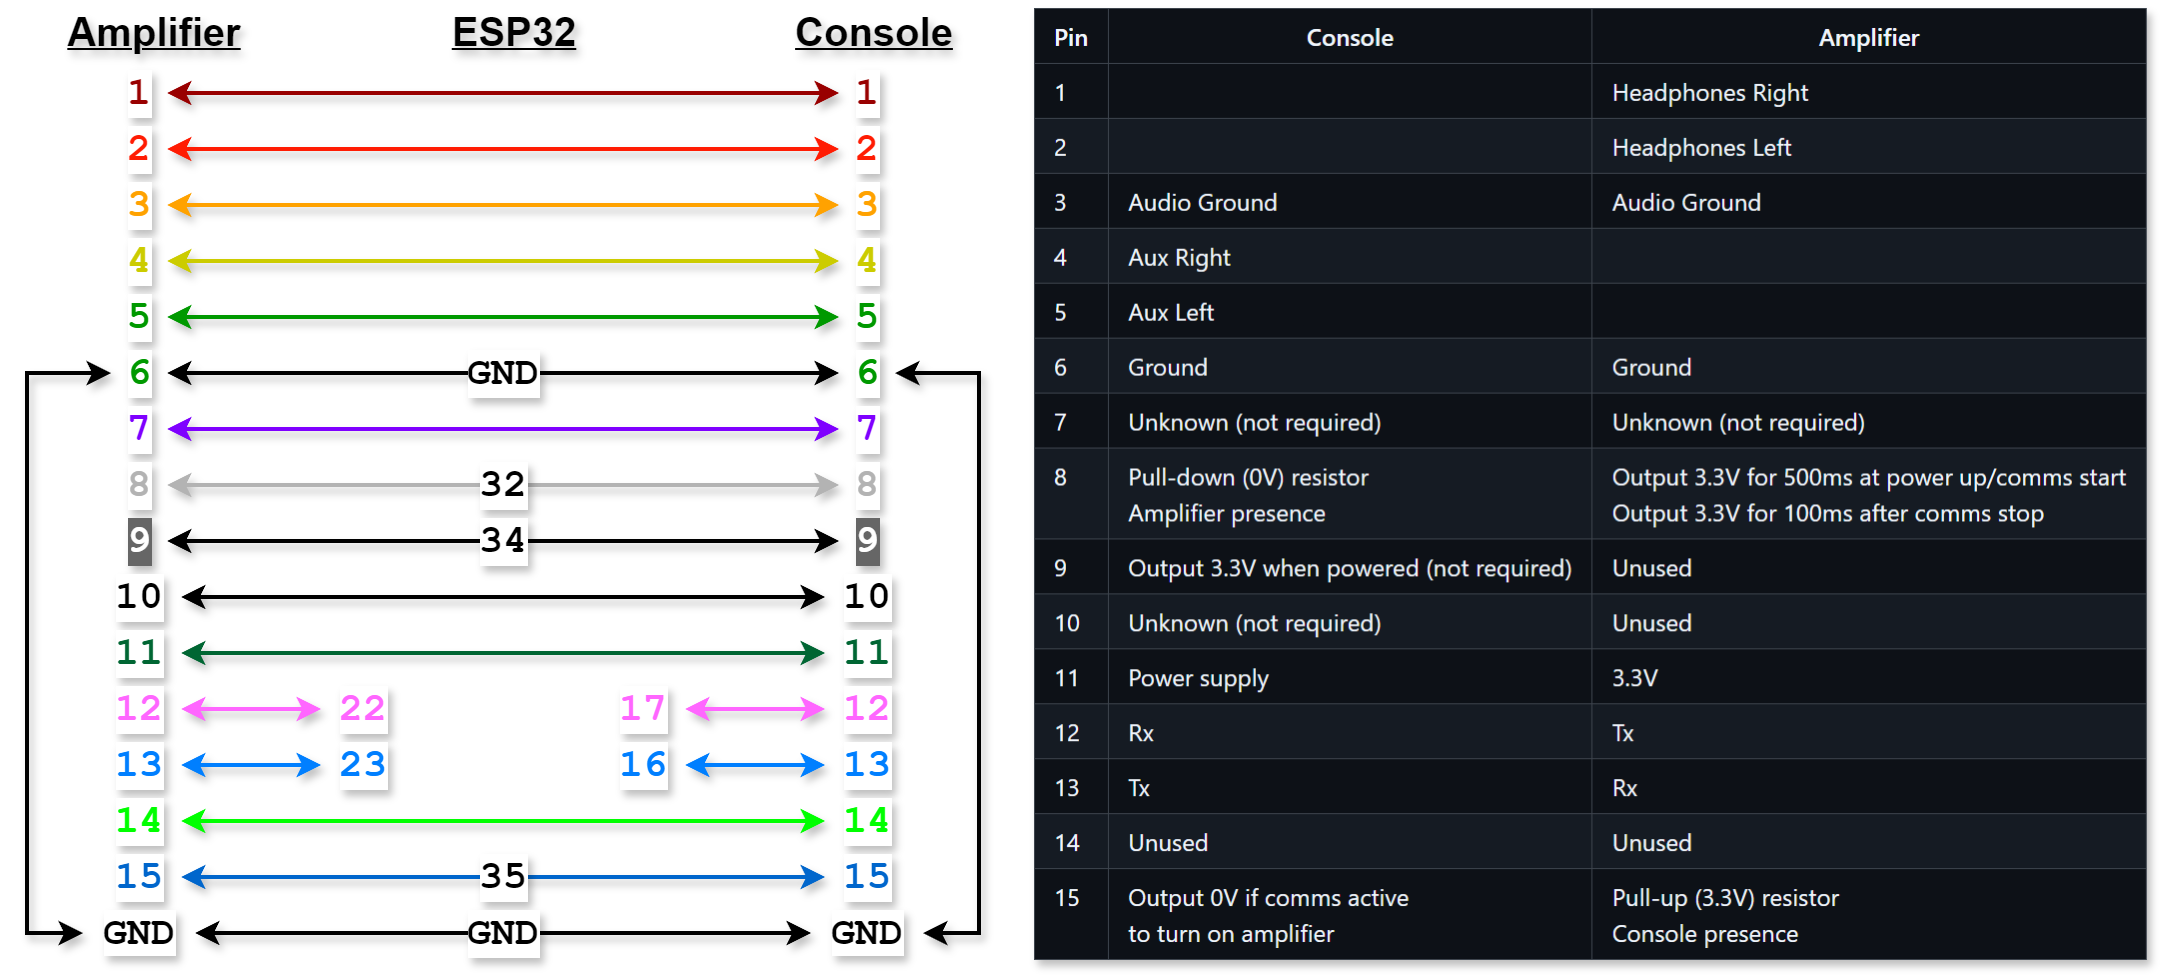 Amplifier ESP32 Console
1 1
2 2
3 3
4 4
5 5
6 GND 6
7 7
8 32 8
9 34 9
10 10
11 11
12 22 17 12
13 23 16 13
14 14
15 35 15
GND GND GND
Pin Console Amplifier
1 Headphones Right
2 Headphones Left
3 Audio Ground Audio Ground
4 Aux Right
5 Aux Left
6 Ground Ground
7 Unknown (not required) Unknown (not required)
8 Pull-down (0V) resistor Output 3.3V for 500ms at power up/comms start
Amplifier presence Output 3.3V for 100ms after comms stop
9 Output 3.3V when powered (not required) Unused
10 Unknown (not required) Unused
11 Power supply 3.3V
12 Rx Tx
13 Tx Rx
14 Unused Unused
15 Output 0V if comms active Pull-up (3.3V) resistor
to turn on amplifier Console presence